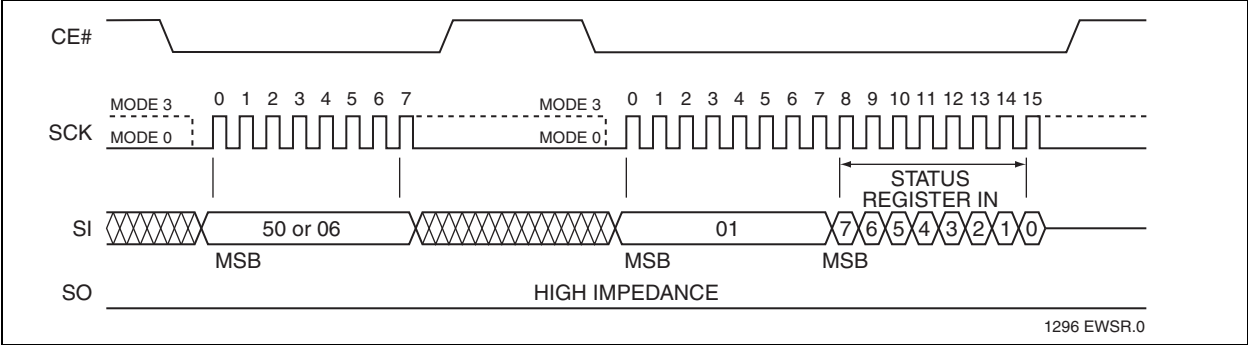 CE#
MODE 3 0 1 2 3 4 5 6 7 MODE 3 0 1 2 3 4 5 6 7 8 9 10 11 12 13 14 15
SCK MODE 0 MODE 0
STATUS
REGISTER IN
SI 50 or 06 01 7 6 5 4 3 2 1 0
MSB MSB MSB
SO HIGH IMPEDANCE
1296 EWSR.0